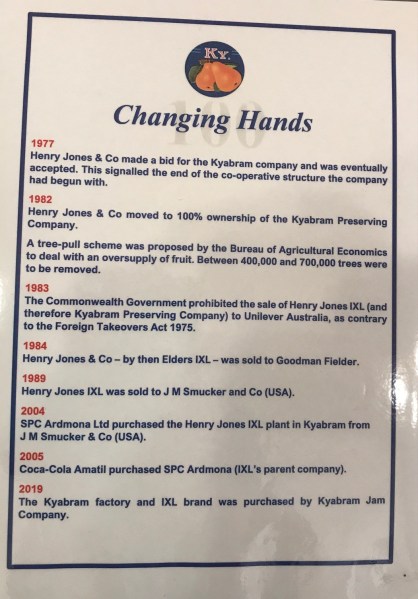 KY.
100
Changing Hands
1977
Henry Jones & Co made a bid for the Kyabram company and was eventually
accepted. This signalled the end of the co-operative structure the company
had begun with.
1982
Henry Jones & Co moved to 100% ownership of the Kyabram Preserving
Company.
A tree-pull scheme was proposed by the Bureau of Agricultural Economics
to deal with an oversupply of fruit. Between 400,000 and 700,000 trees were
to be removed.
1983
The Commonwealth Government prohibited the sale of Henry Jones IXL (and
therefore Kyabram Preserving Company) to Unilever Australia, as contrary
to the Foreign Takeovers Act 1975.
1984
Henry Jones & Co – by then Elders IXL – was sold to Goodman Fielder.
1989
Henry Jones IXL was sold to J M Smucker and Co (USA).
2004
SPC Ardmona Ltd purchased the Henry Jones IXL plant in Kyabram from
J M Smucker & Co (USA).
2005
Coca-Cola Amatil purchased SPC Ardmona (IXL's parent company).
2019
The Kyabram factory and IXL brand was purchased by Kyabram Jam
Company.